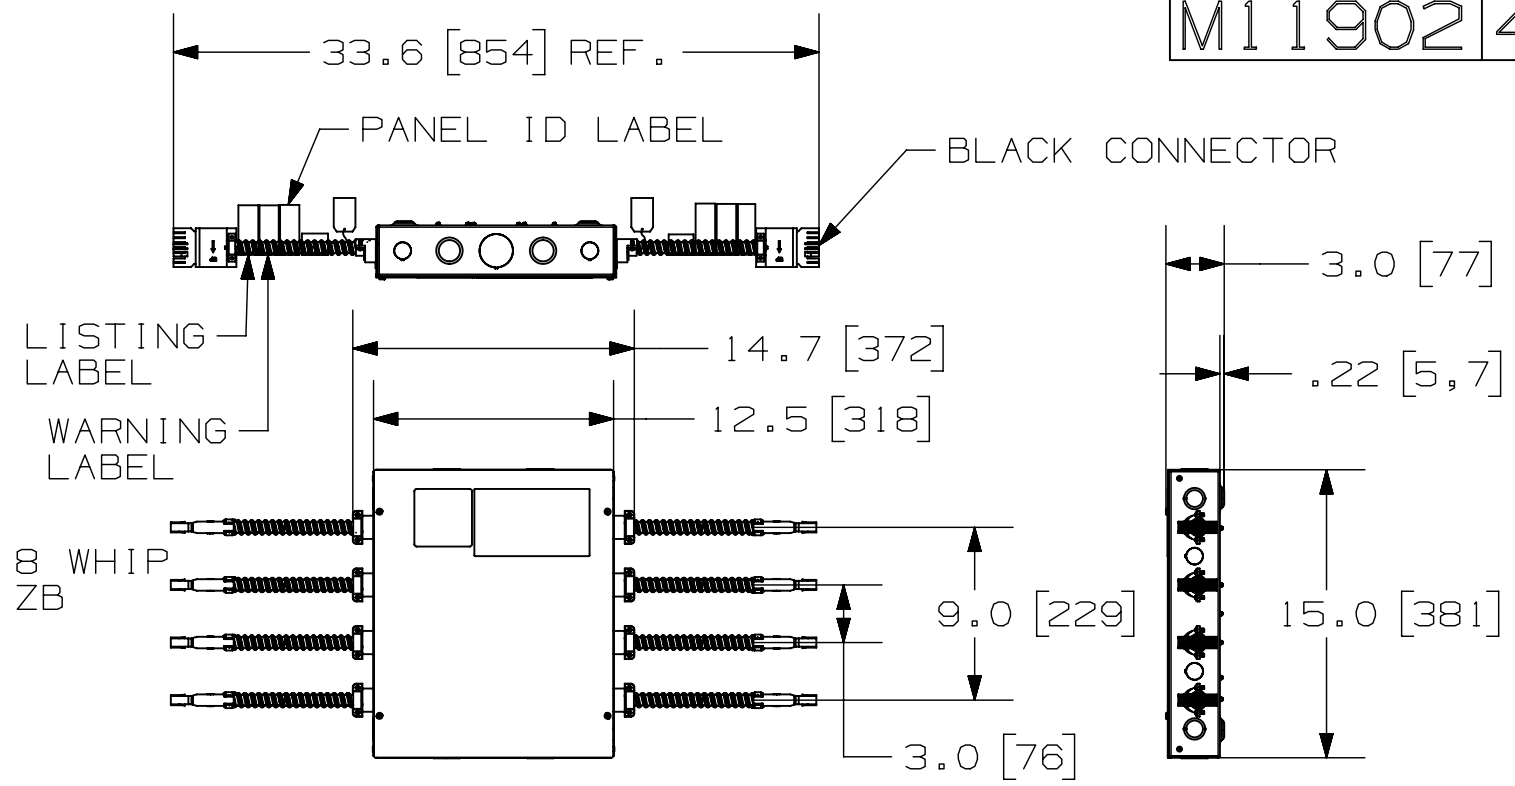 M11902 4
33.6 [854] REF.
PANEL ID LABEL
BLACK CONNECTOR
3.0 [77]
LISTING
LABEL
14.7 [372]
.22 [5,7]
12.5 [318]
WARNING
LABEL
8 WHIP
ZB
9.0 [229]
15.0 [381]
3.0 [76]